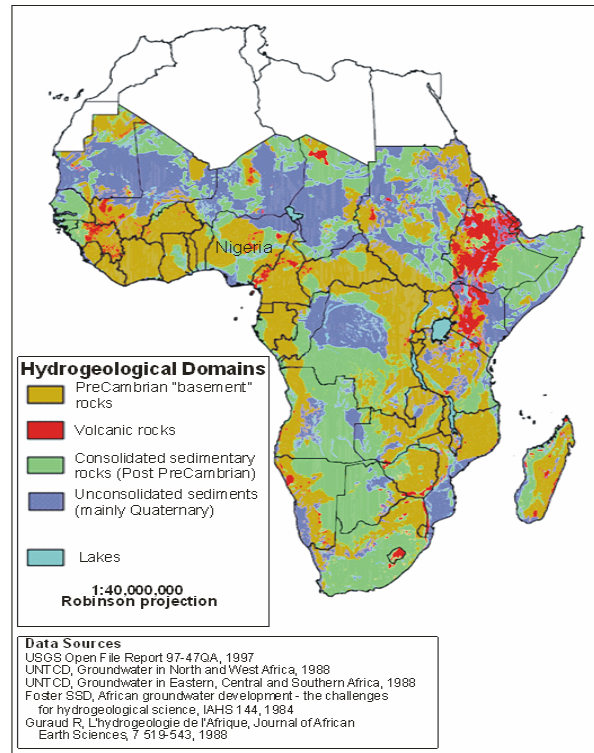 Nigeria
Hydrogeological Domains
PreCambrian "basement"
rocks
Volcanic rocks
Consolidated sedimentary
rocks (Post PreCambrian)
Unconsolidated sediments
(mainly Quaternary)
Lakes
1:40,000,000
Robinson projection
Data Sources
USGS Open File Report 97-47QA, 1997
UNTCD, Groundwater in North and West Africa, 1988
UNTCD, Groundwater in Eastern, Central and Southern Africa, 1988
Foster SSD, African groundwater development - the challenges
for hydrogeological science, IAHS 144, 1984
Guraud R, L'hydrogeologie de l'Afrique, Journal of African
Earth Sciences, 7 519-543, 1988